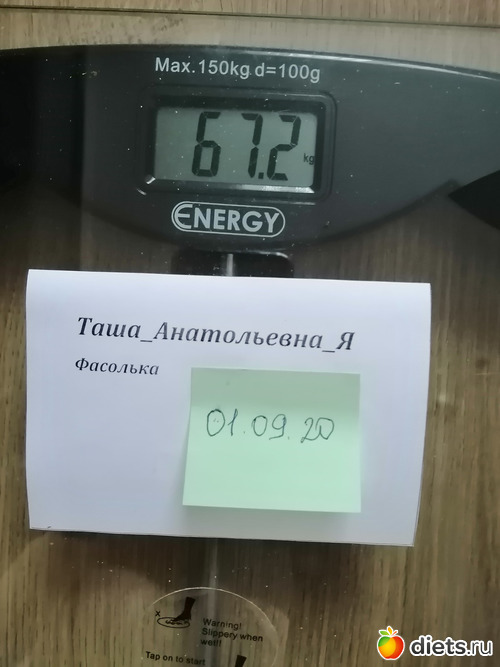 Max.150kg d=100g
67.2 kg
ENERGY
Таша_Анатольевна_Я
Фасолька
01.09.20
Warning!
Slippery when
wet!
Tap on to start
diets.ru